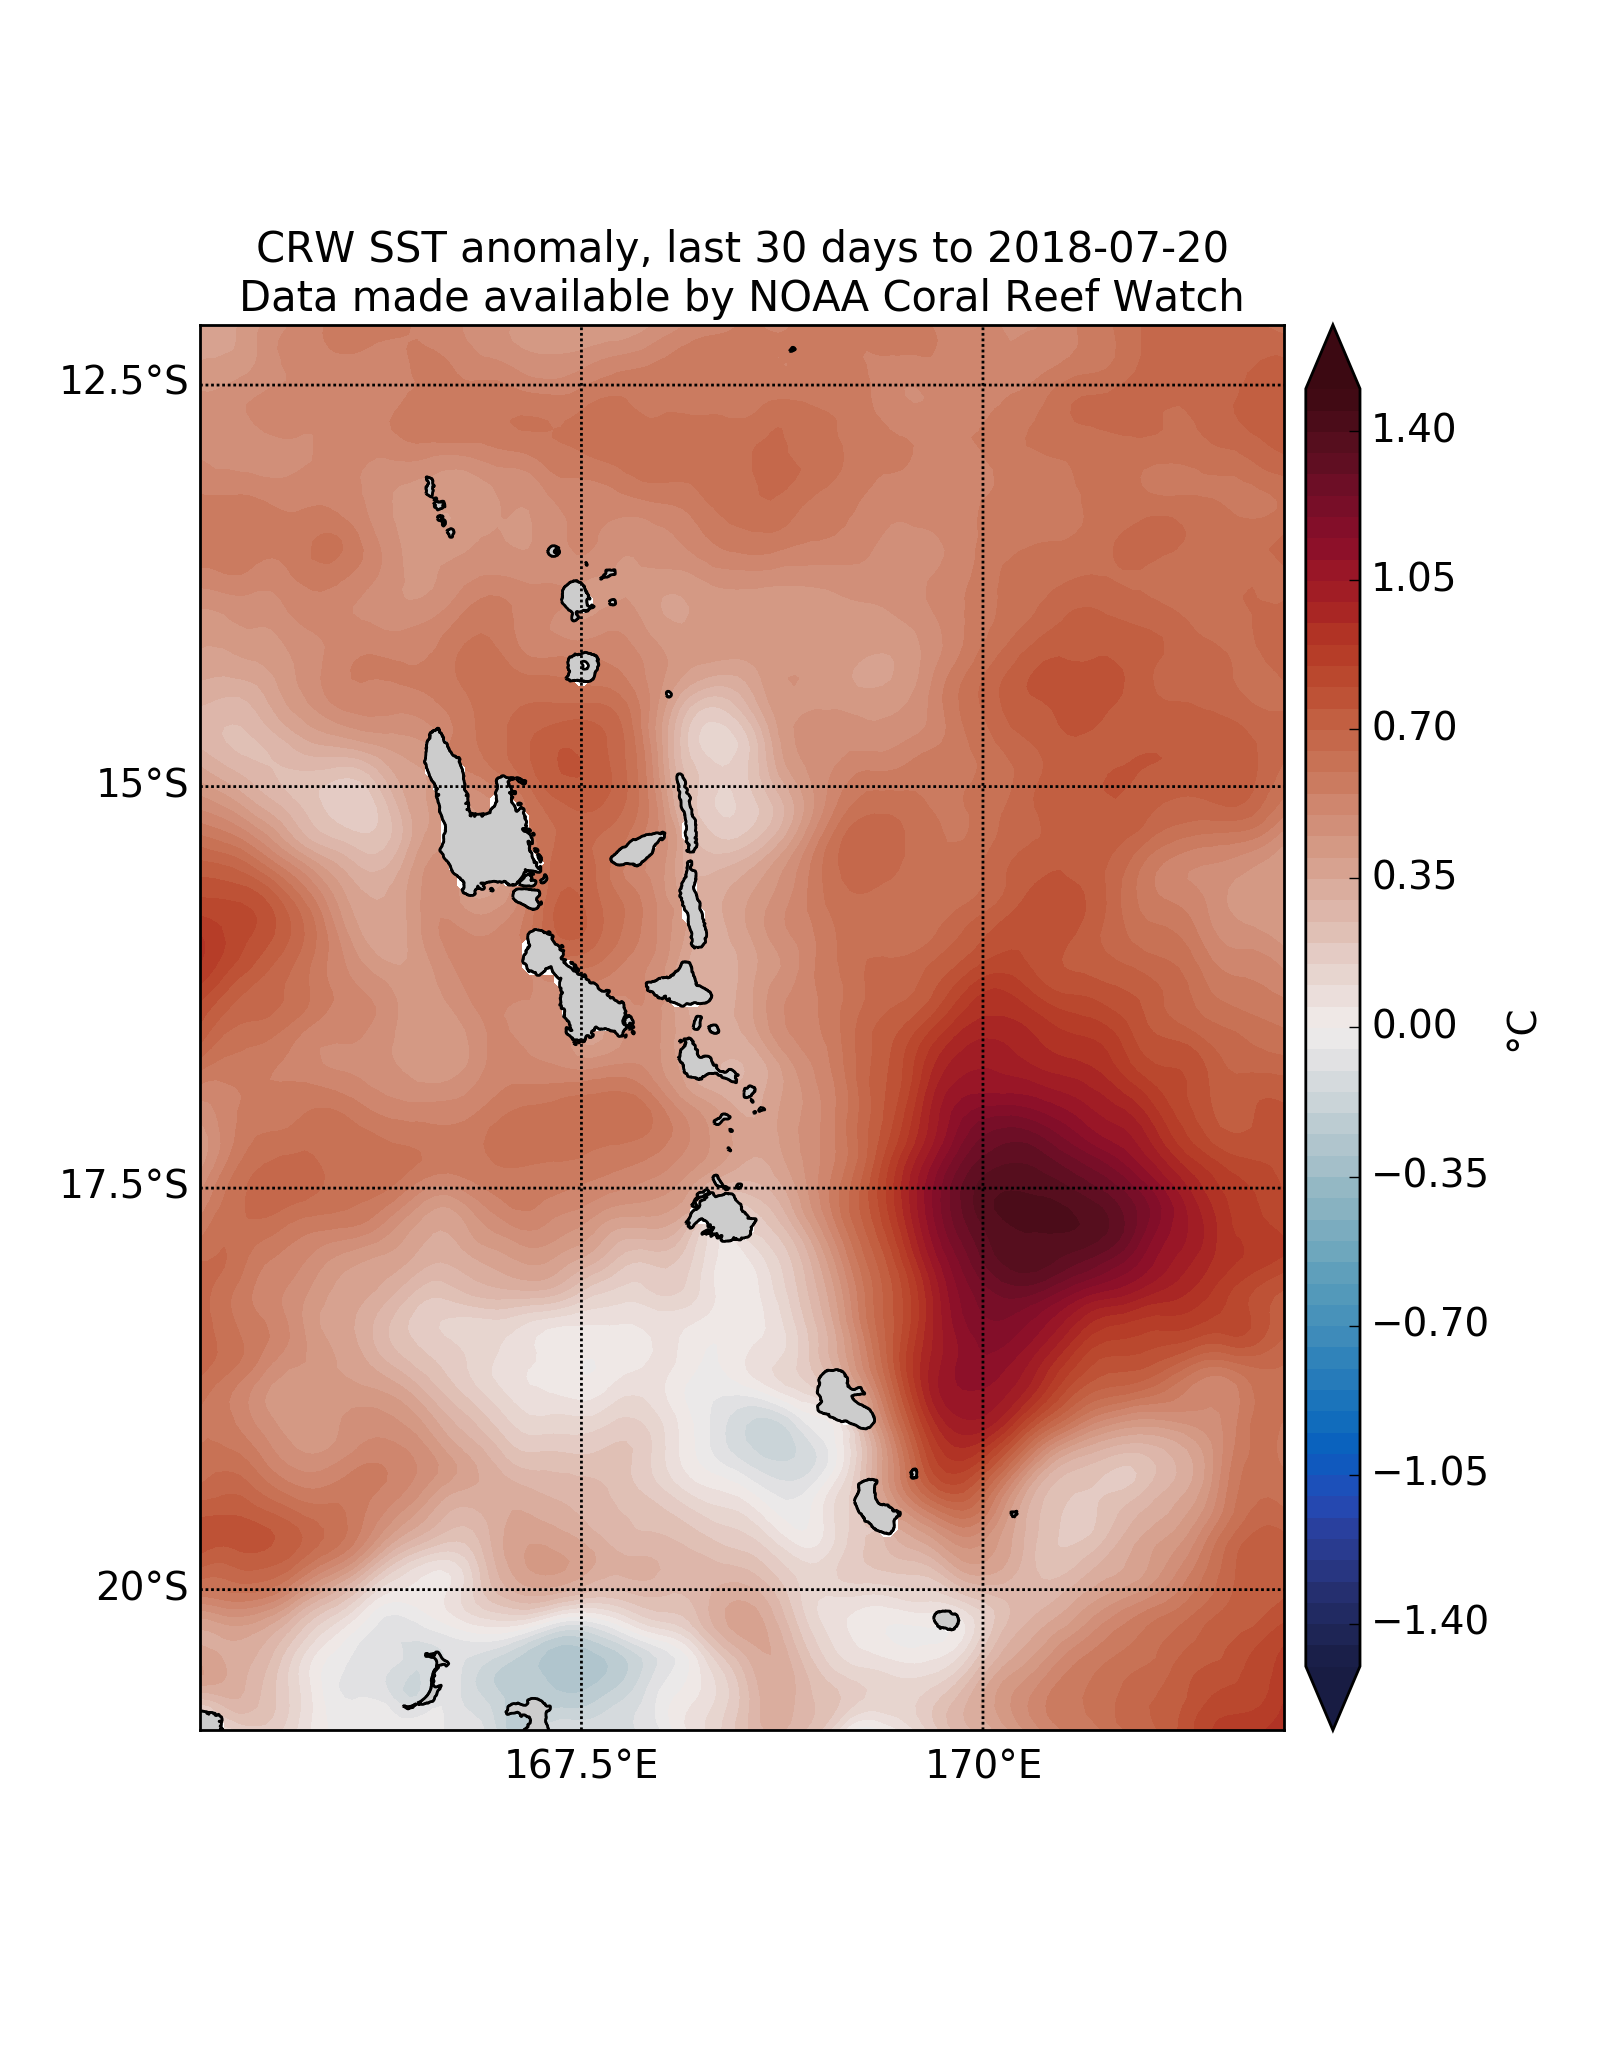 CRW SST anomaly, last 30 days to 2018-07-20
Data made available by NOAA Coral Reef Watch
12.5°S
15°S
17.5°S
20°S
167.5°E
170°E
1.40
1.05
0.70
0.35
0.00
−0.35
−0.70
−1.05
−1.40
°C